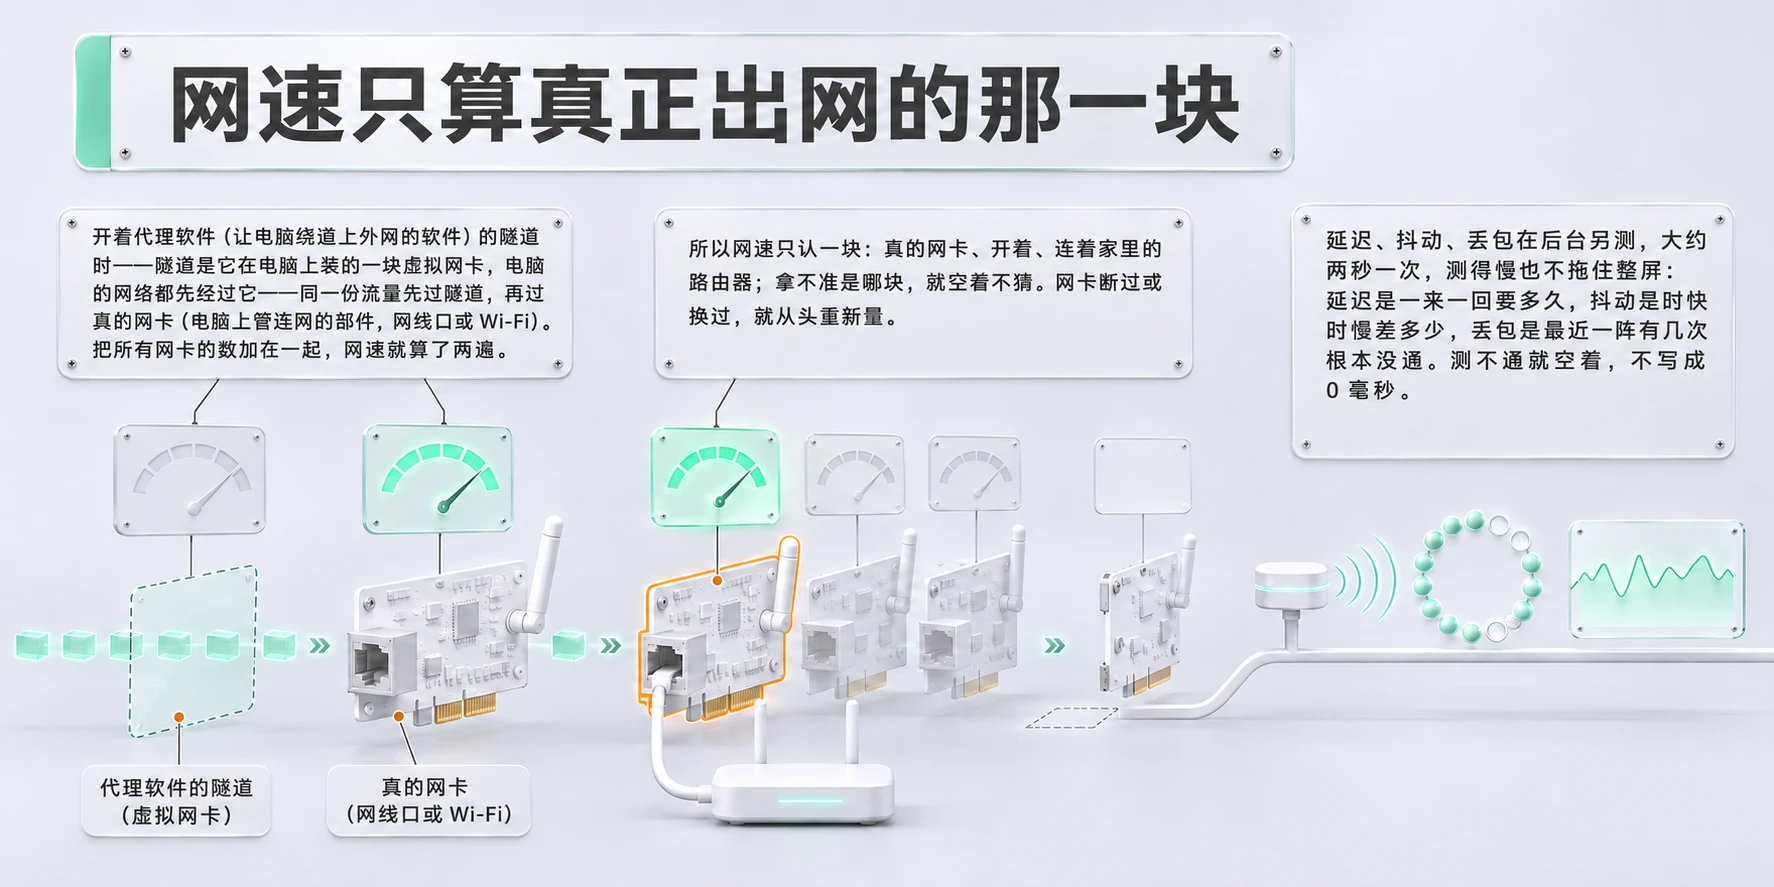 网速只算真正出网的那一块
开着代理软件（让电脑绕道上外网的软件）的隧道
时——隧道是它在电脑上装的一块虚拟网卡，电脑
的网络都先经过它——同一份流量先过隧道，再过
真的网卡（电脑上管连网的部件，网线口或 Wi-Fi）。
把所有网卡的数加在一起，网速就算了两遍。
所以网速只认一块：真的网卡、开着、连着家里的
路由器；拿不准是哪块，就空着不猜。网卡断过或
换过，就从头重新量。
延迟、抖动、丢包在后台另测，大约
两秒一次，测得慢也不拖住整屏：
延迟是一来一回要多久，抖动是时快
时慢差多少，丢包是最近一阵有几次
根本没通。测不通就空着，不写成
0 毫秒。
代理软件的隧道
（虚拟网卡）
真的网卡
（网线口或 Wi-Fi）